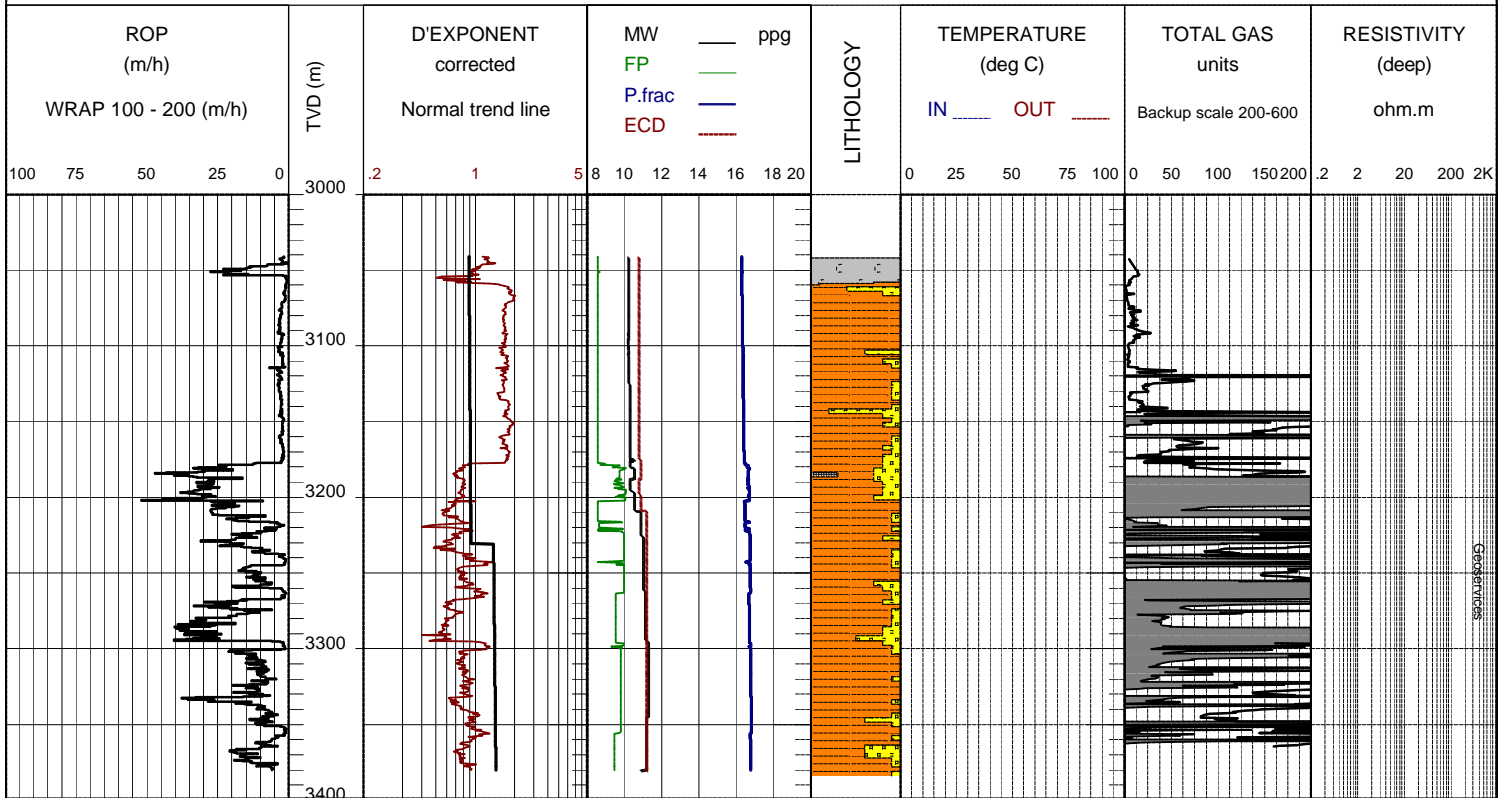 ROP
(m/h)
WRAP 100 - 200 (m/h)
100 75 50 25 0
TVD (m)
D'EXPONENT
corrected
Normal trend line
.2 1 5
MW ppg
FP
P.frac
ECD
8 10 12 14 16 18 20
LITHOLOGY
TEMPERATURE
(deg C)
IN OUT
0 25 50 75 100
TOTAL GAS
units
Backup scale 200-600
0 50 100 150 200
RESISTIVITY
(deep)
ohm.m
.2 2 20 200 2K
3000
3100
3200
3300
3400
C C
C
Geoservices